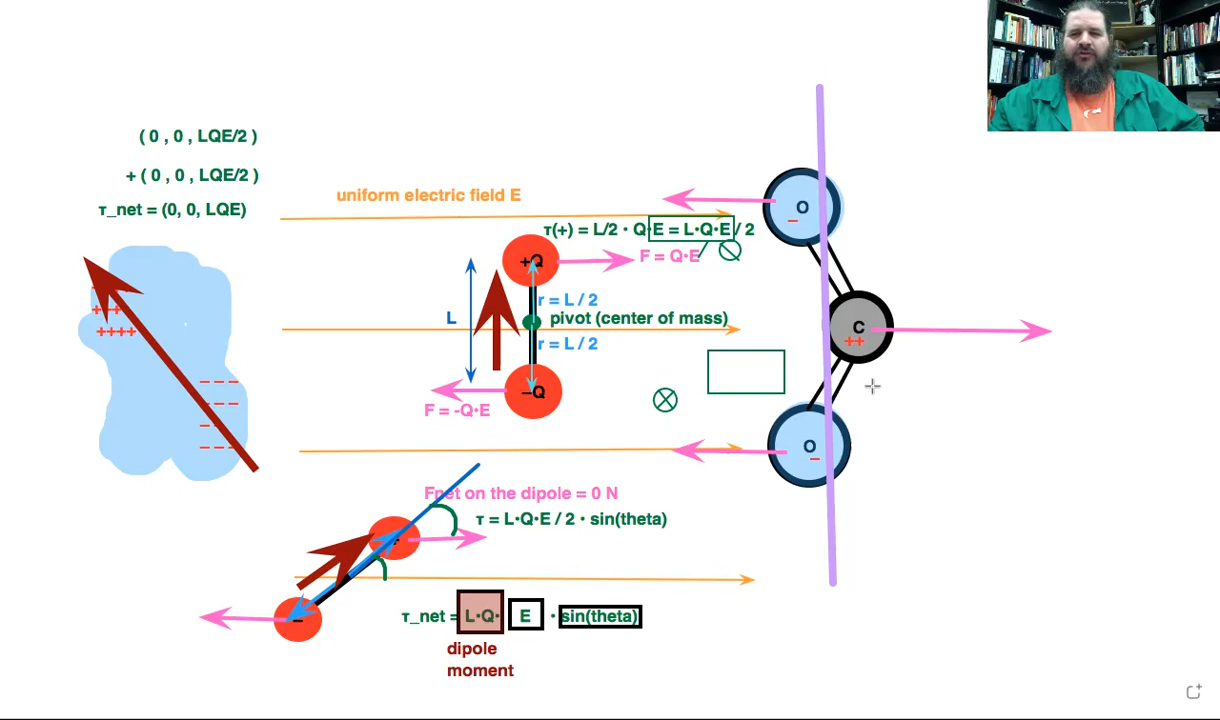 ( 0 , 0 , LQE/2 )
+ ( 0 , 0 , LQE/2 )
τ_net = (0, 0, LQE)
uniform electric field E
τ(+) = L/2 · Q·E = L·Q·E / 2
F = Q·E
+Q
r = L / 2
L
pivot (center of mass)
r = L / 2
–Q
F = -Q·E
++++
– – –
– –
–
– – –
O
–
C
++
O
–
Fnet on the dipole = 0 N
τ = L·Q·E / 2 · sin(theta)
–
τ_net = L·Q· E · sin(theta)
dipole
moment